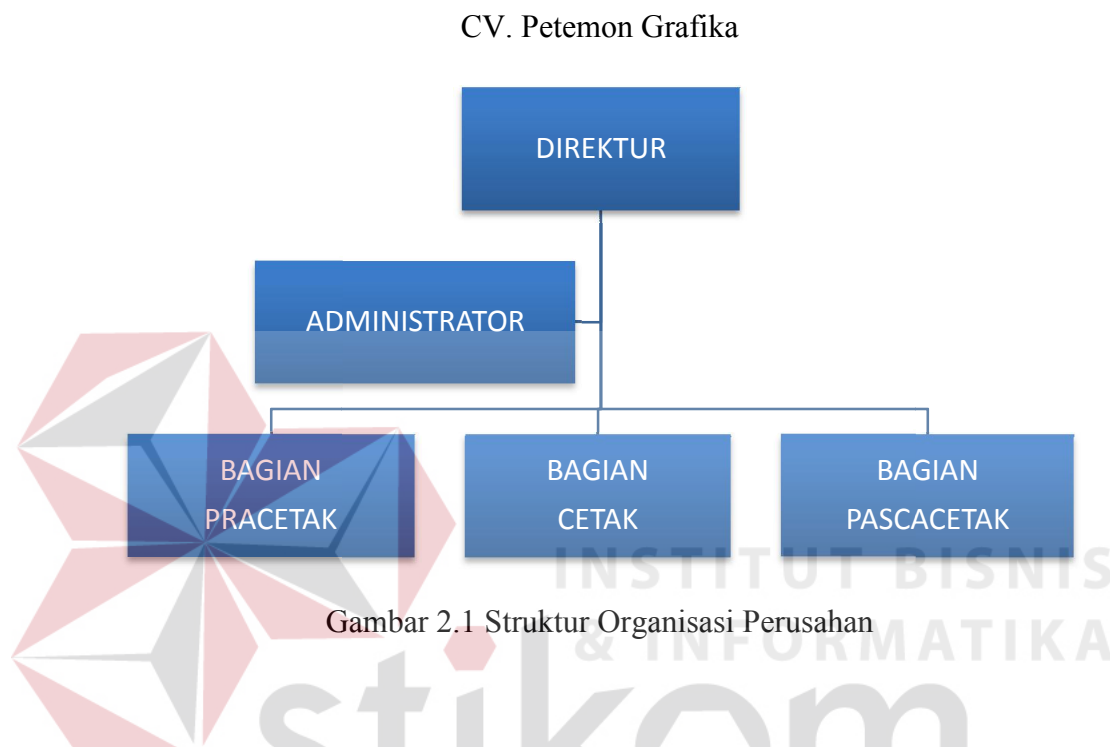 CV. Petemon Grafika
DIREKTUR
ADMINISTRATOR
BAGIAN
PRACETAK
BAGIAN
CETAK
BAGIAN
PASCACETAK
INSTITUT BISNIS
Gambar 2.1 Struktur Organisasi Perusahan
& INFORMATIKA
stikom